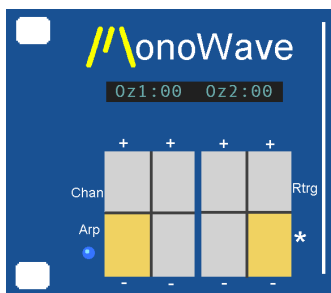 MonoWave
Oz1:00 Oz2:00
+ + + +
Chan Rtrg
Arp *
- - - -